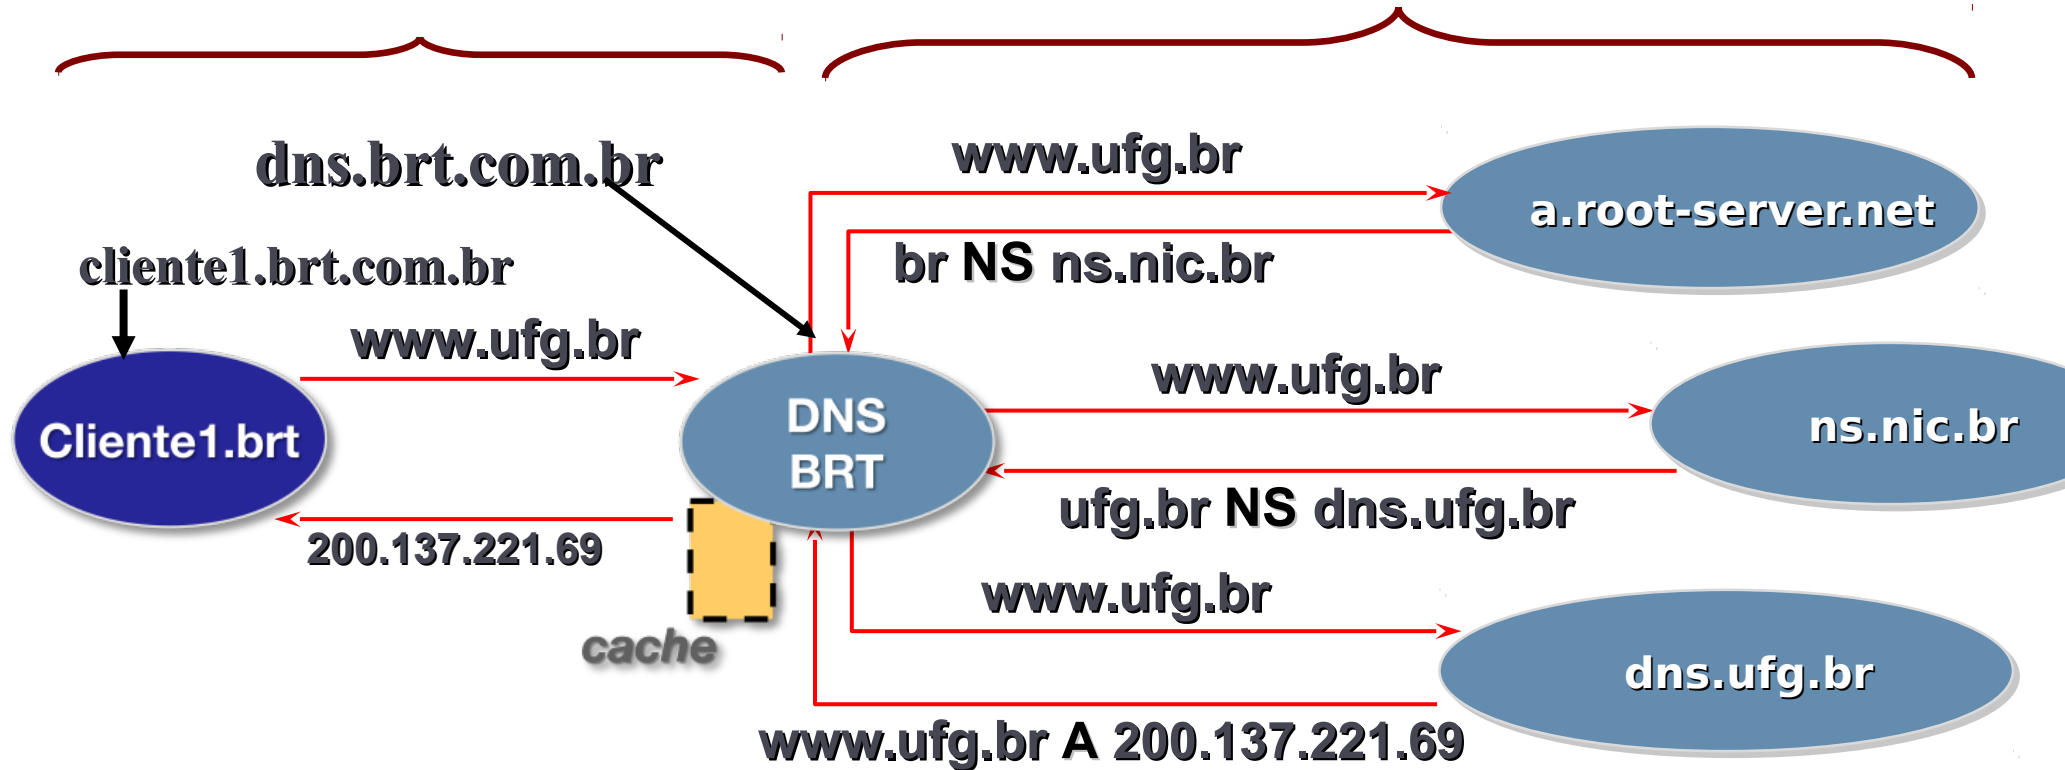 www.ufg.br
dns.brt.com.br
a.root-server.net
cliente1.brt.com.br
br NS ns.nic.br
www.ufg.br
www.ufg.br
DNS
BRT
Cliente1.brt
ns.nic.br
ufg.br NS dns.ufg.br
200.137.221.69
www.ufg.br
cache
dns.ufg.br
www.ufg.br A 200.137.221.69